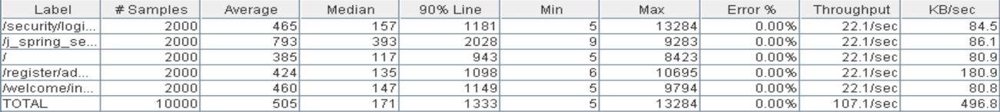 Label # Samples Average Median 90% Line Min Max Error % Throughput KB/sec
/security/logi... 2000 465 157 1181 5 13284 0.00% 22.1/sec 84.5
/j_spring_se... 2000 793 393 2028 9 9283 0.00% 22.1/sec 86.1
/ 2000 385 117 943 5 8423 0.00% 22.1/sec 80.9
/register/ad... 2000 424 135 1098 6 10695 0.00% 22.1/sec 180.9
/welcome/in... 2000 460 147 1149 5 9794 0.00% 22.1/sec 80.8
TOTAL 10000 505 171 1333 5 13284 0.00% 107.1/sec 496.8